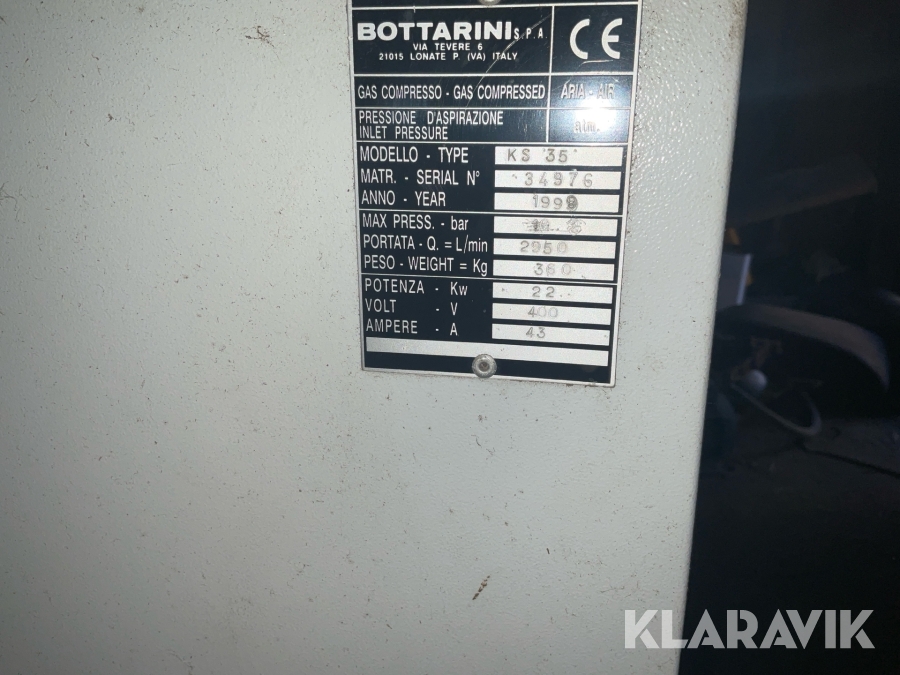 BOTTARINI S.P.A
VIA TEVERE 6
21015 LONATE P. (VA) ITALY
CE
GAS COMPRESSO - GAS COMPRESSED ARIA - AIR
PRESSIONE D'ASPIRAZIONE
INLET PRESSURE atm.
MODELLO - TYPE KS 35
MATR. - SERIAL N° 34976
ANNO - YEAR
MAX PRESS. - bar
PORTATA - Q. = L/min 2950
PESO - WEIGHT = Kg 360
POTENZA - Kw 22
VOLT - V 400
AMPERE - A 43
KLARAVIK